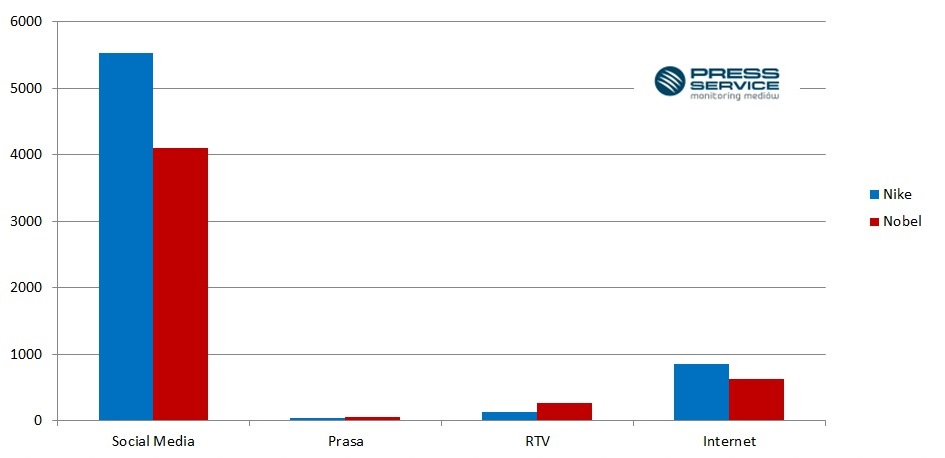 6000
5000
4000
3000
2000
1000
0
PRESS
SERVICE
monitoring mediów
Nike
Nobel
Social Media
Prasa
RTV
Internet